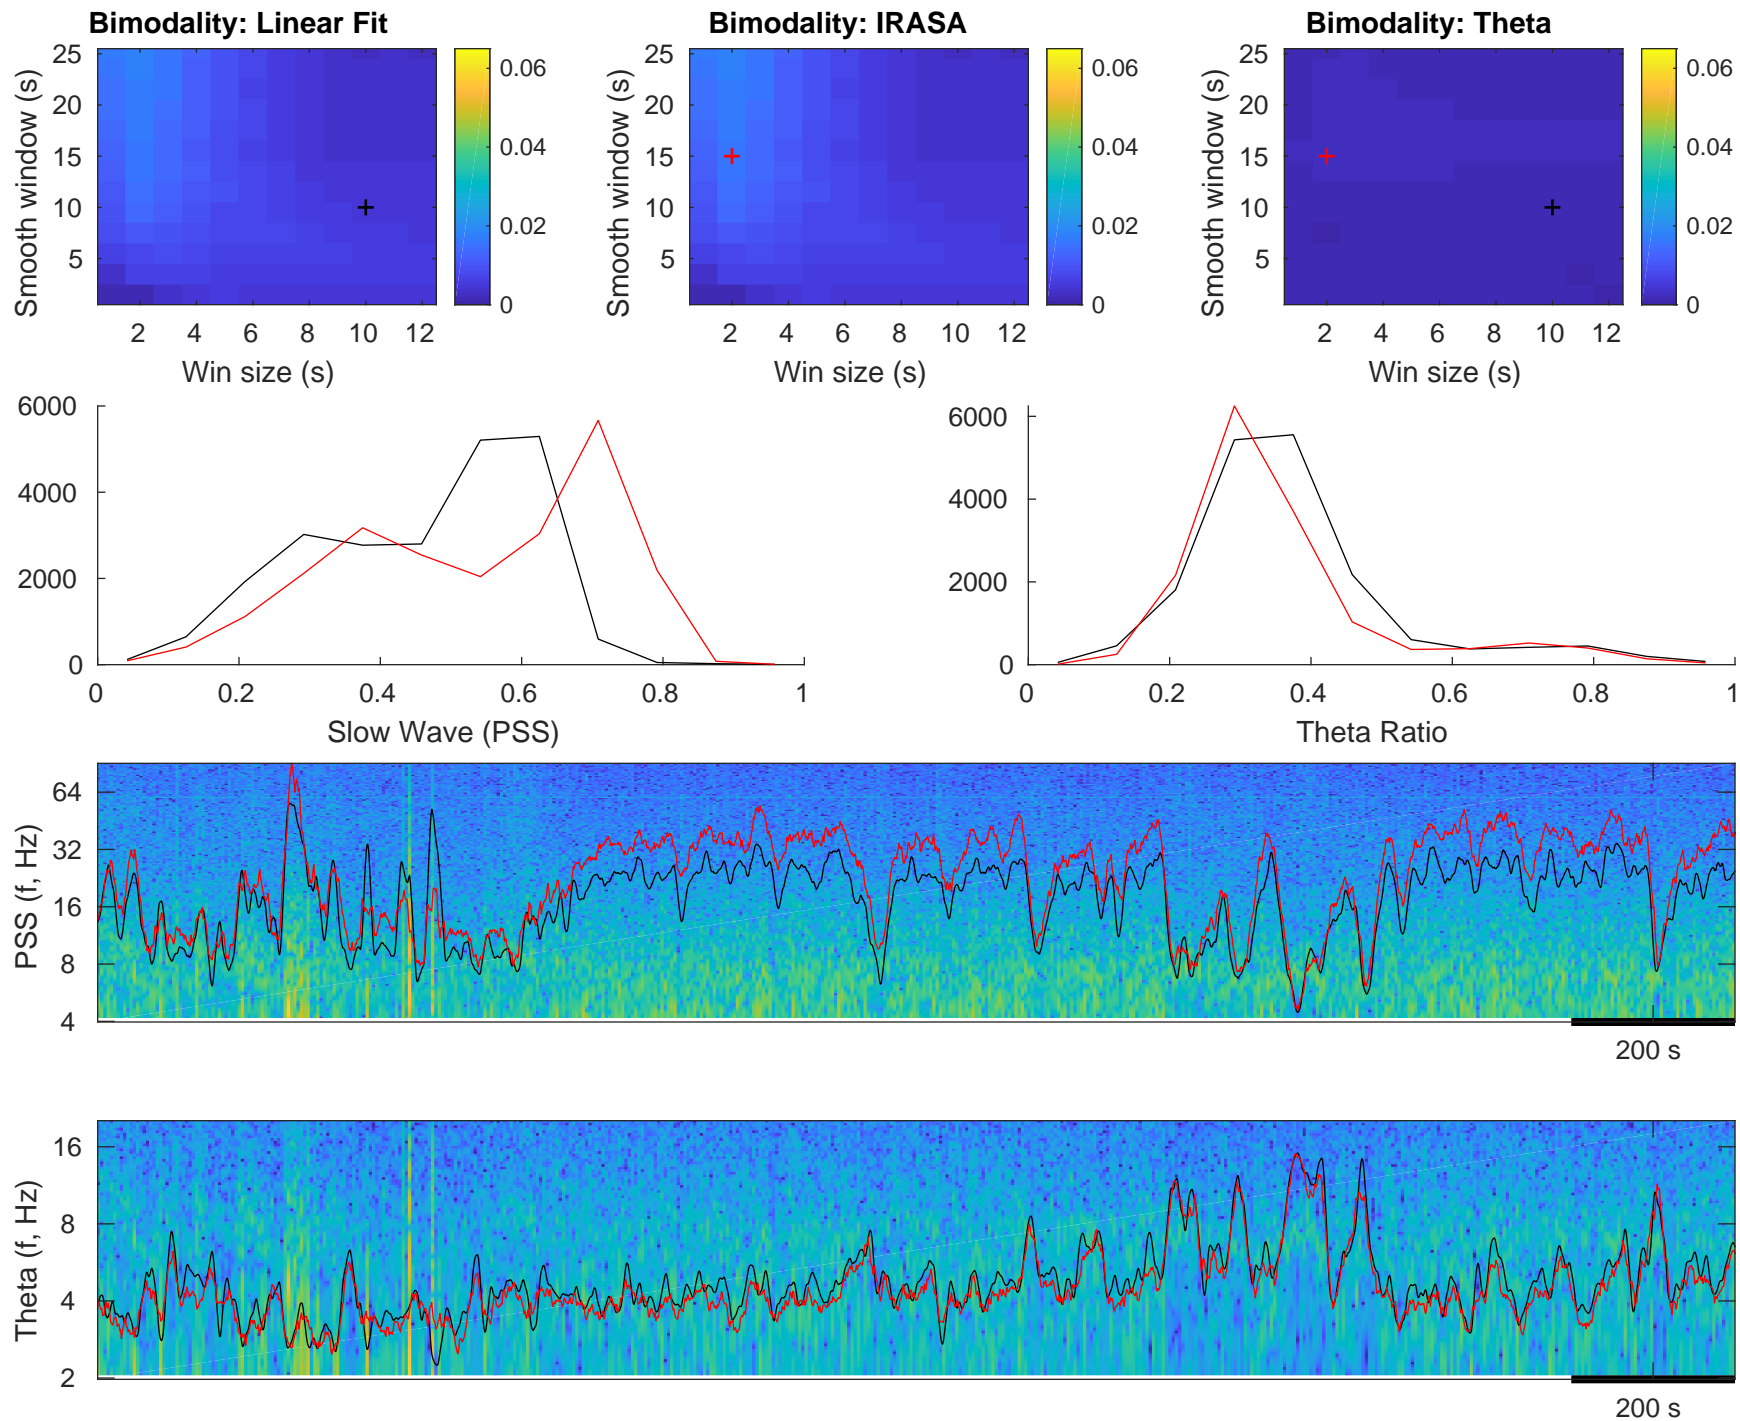 Bimodality: Linear Fit
Smooth window (s)
25
20
15
10
5
2 4 6 8 10 12
Win size (s)
0.06
0.04
0.02
0
Bimodality: IRASA
Smooth window (s)
25
20
15
10
5
2 4 6 8 10 12
Win size (s)
0.06
0.04
0.02
0
Bimodality: Theta
Smooth window (s)
25
20
15
10
5
2 4 6 8 10 12
Win size (s)
0.06
0.04
0.02
0
6000
4000
2000
0
0 0.2 0.4 0.6 0.8 1
Slow Wave (PSS)
6000
4000
2000
0
0 0.2 0.4 0.6 0.8 1
Theta Ratio
PSS (f, Hz)
64
32
16
8
4
200 s
Theta (f, Hz)
16
8
4
2
200 s